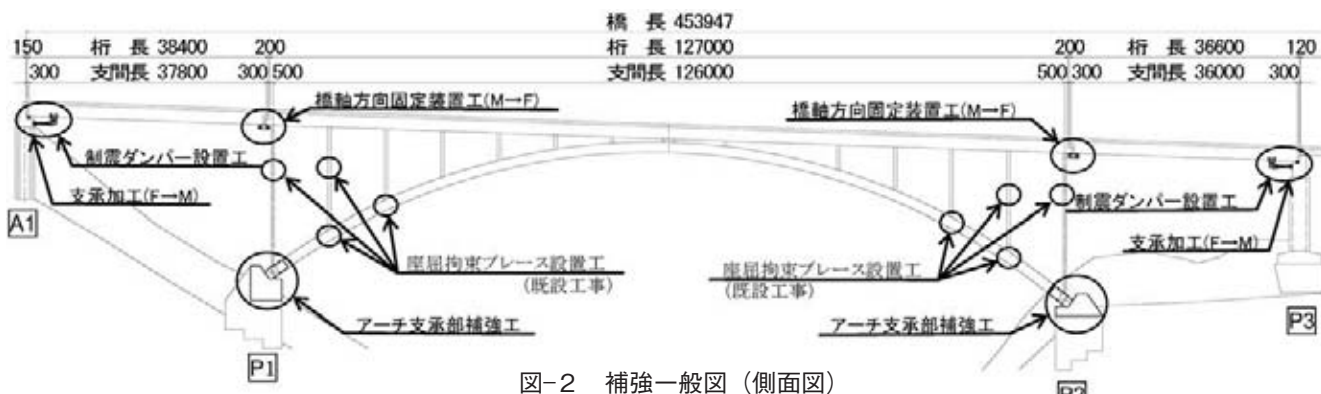 橋 長 453947
150 桁 長 38400 200 桁 長 127000 200 桁 長 36600 120
300 支間長 37800 300 500 支間長 126000 500 300 支間長 36000 300
橋軸方向固定装置工(M→F)
橋軸方向固定装置工(M→F)
制震ダンパー設置工
支承加工(F→M)
A1
制震ダンパー設置工
支承加工(F→M)
座屈拘束ブレース設置工
(既設工事)
座屈拘束ブレース設置工
(既設工事)
アーチ支承部補強工
アーチ支承部補強工
P1
P3
P2
図-2 補強一般図（側面図）